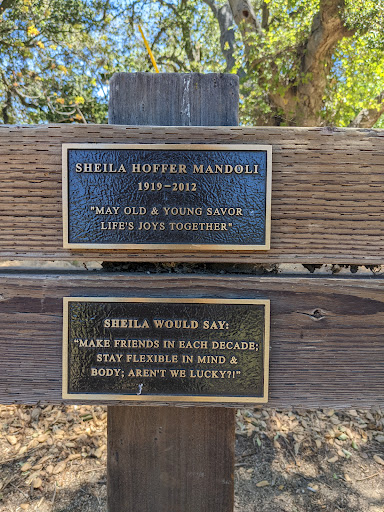 SHEILA HOFFER MANDOLI
1919-2012
"MAY OLD & YOUNG SAVOR
LIFE'S JOYS TOGETHER"
SHEILA WOULD SAY:
"MAKE FRIENDS IN EACH DECADE;
STAY FLEXIBLE IN MIND &
BODY; AREN'T WE LUCKY?!"